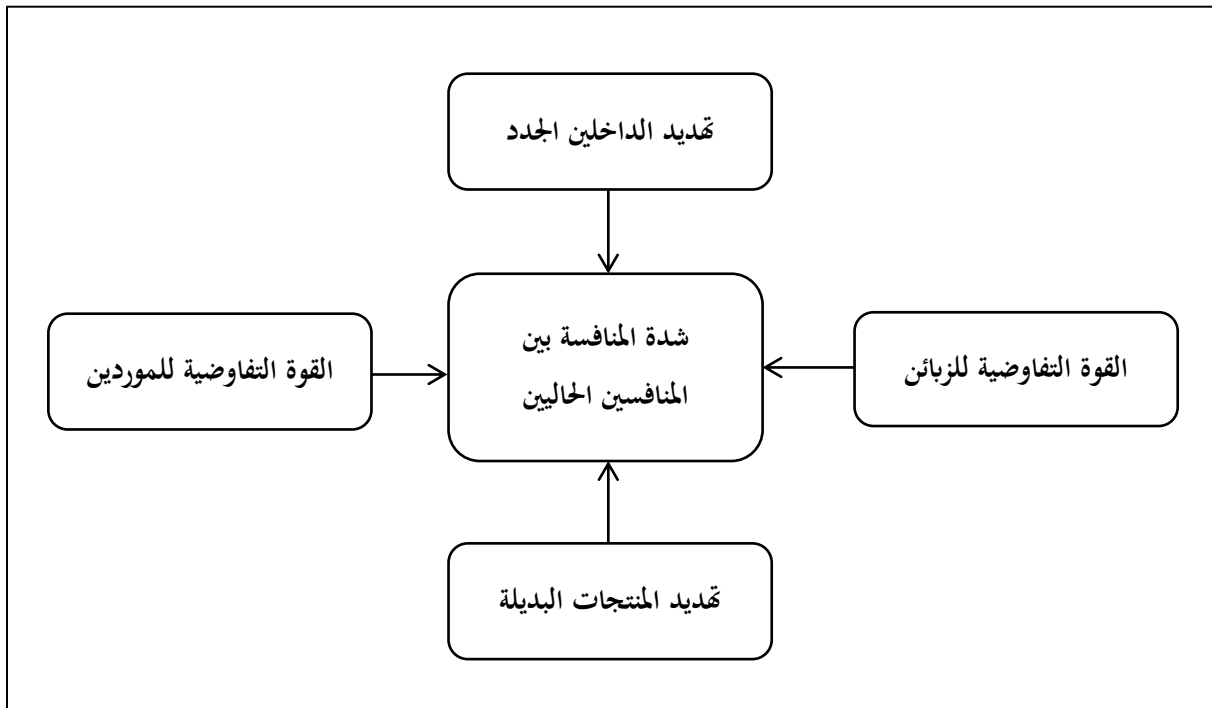 تهديد الداخلين الجدد
شدة المنافسة بين
المنافسين الحاليين
القوة التفاوضية للزبائن
القوة التفاوضية للموردين
تهديد المنتجات البديلة